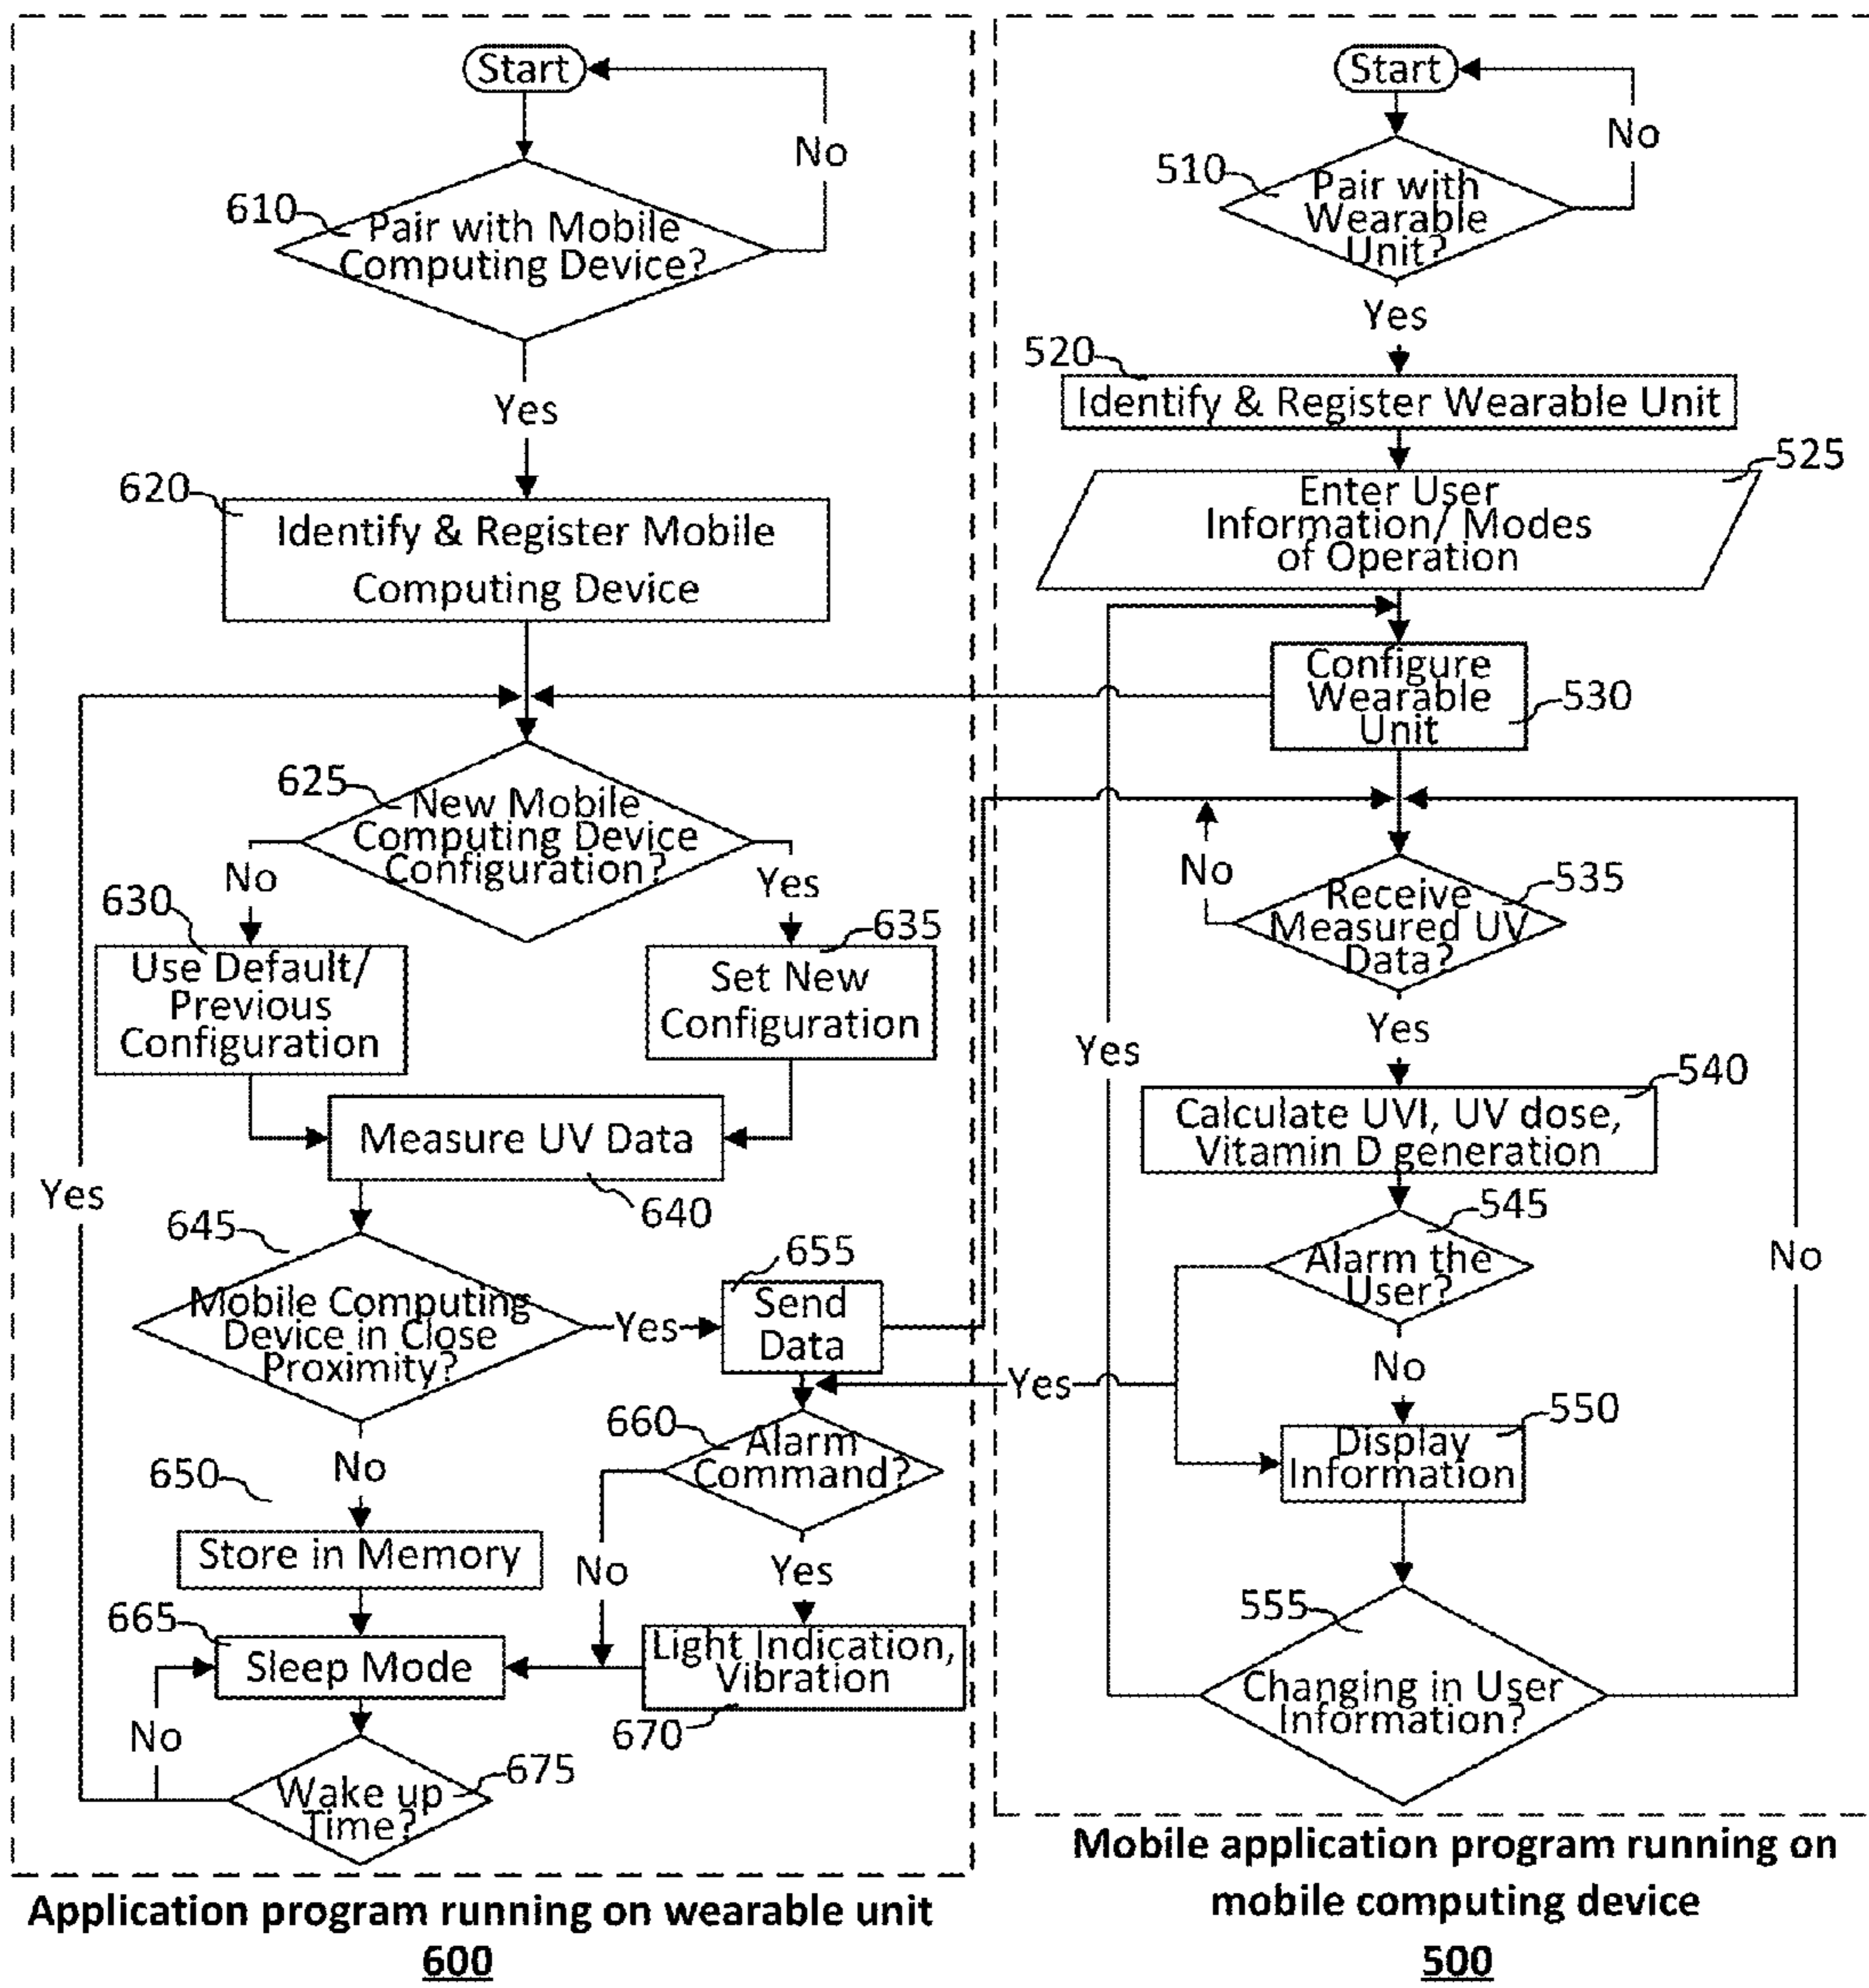 Start
No
610
Pair with Mobile
Computing Device?
Yes
620
Identify & Register Mobile
Computing Device
625
New Mobile
Computing Device
Configuration?
No
Yes
630
Use Default/
Previous
Configuration
635
Set New
Configuration
Measure UV Data
640
Yes
645
Mobile Computing
Device in Close
Proximity?
Yes
655
Send
Data
No
650
Store in Memory
660
Alarm
Command?
No
Yes
665
Sleep Mode
Light Indication,
Vibration
670
No
Wake up
Time?
675
Application program running on wearable unit
600
Start
No
510
Pair with
Wearable
Unit?
Yes
520
Identify & Register Wearable Unit
525
Enter User
Information/ Modes
of Operation
Configure
Wearable
Unit
530
No
Receive
Measured UV
Data?
535
Yes
Yes
540
Calculate UVI, UV dose,
Vitamin D generation
545
Alarm the
User?
No
Yes
No
550
Display
Information
555
Changing in User
Information?
Mobile application program running on
mobile computing device
500